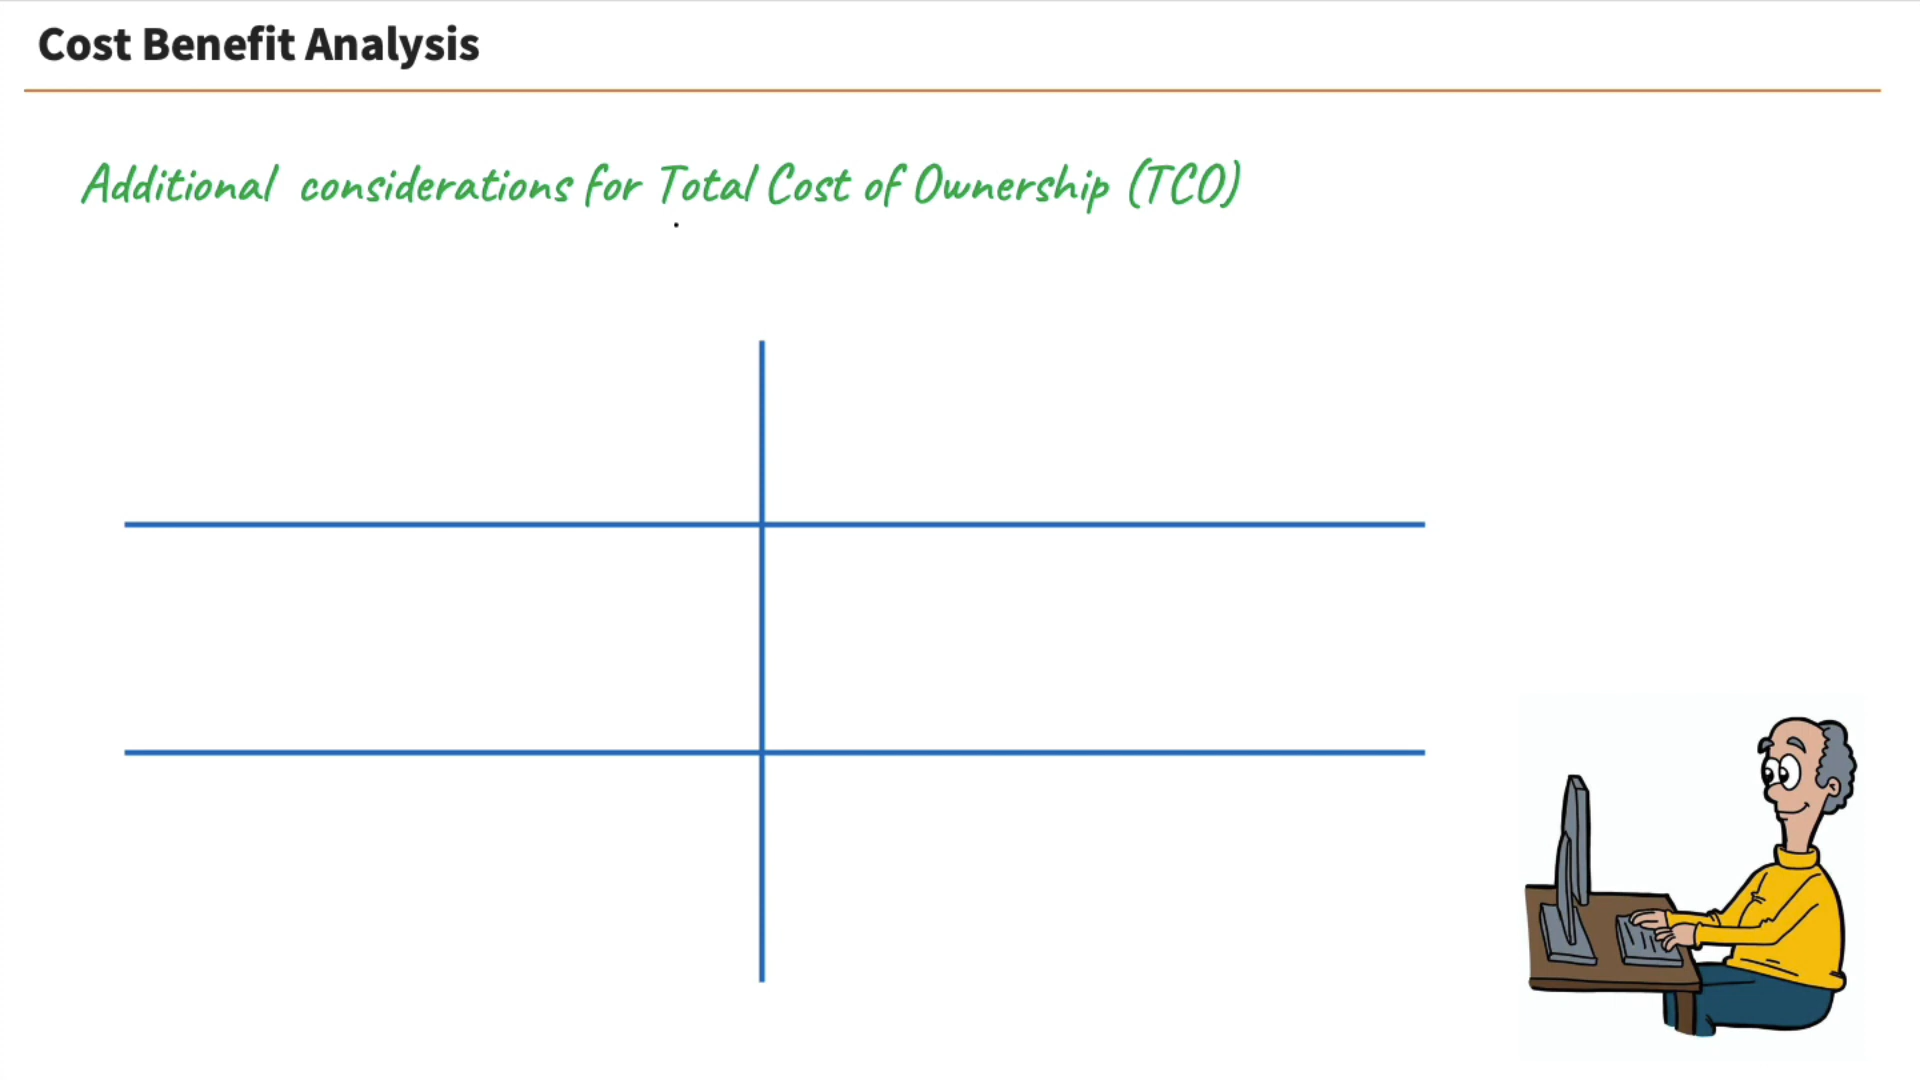 Cost Benefit Analysis
Additional considerations for Total Cost of Ownership (TCO)